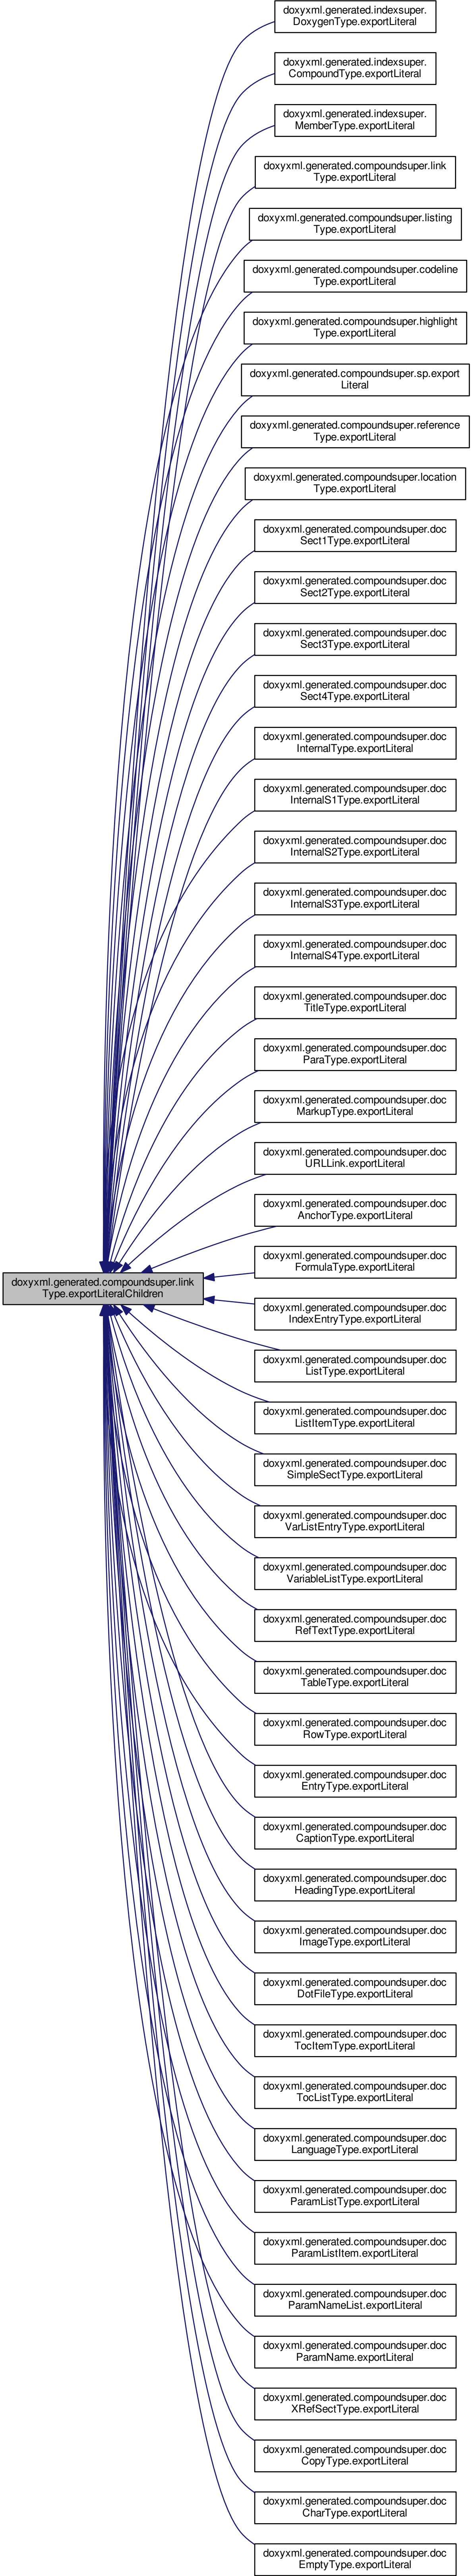 doxyxml.generated.indexsuper.
DoxygenType.exportLiteral
doxyxml.generated.indexsuper.
CompoundType.exportLiteral
doxyxml.generated.indexsuper.
MemberType.exportLiteral
doxyxml.generated.compoundsuper.link
Type.exportLiteral
doxyxml.generated.compoundsuper.listing
Type.exportLiteral
doxyxml.generated.compoundsuper.codeline
Type.exportLiteral
doxyxml.generated.compoundsuper.highlight
Type.exportLiteral
doxyxml.generated.compoundsuper.sp.export
Literal
doxyxml.generated.compoundsuper.reference
Type.exportLiteral
doxyxml.generated.compoundsuper.location
Type.exportLiteral
doxyxml.generated.compoundsuper.doc
Sect1Type.exportLiteral
doxyxml.generated.compoundsuper.doc
Sect2Type.exportLiteral
doxyxml.generated.compoundsuper.doc
Sect3Type.exportLiteral
doxyxml.generated.compoundsuper.doc
Sect4Type.exportLiteral
doxyxml.generated.compoundsuper.doc
InternalType.exportLiteral
doxyxml.generated.compoundsuper.doc
InternalS1Type.exportLiteral
doxyxml.generated.compoundsuper.doc
InternalS2Type.exportLiteral
doxyxml.generated.compoundsuper.doc
InternalS3Type.exportLiteral
doxyxml.generated.compoundsuper.doc
InternalS4Type.exportLiteral
doxyxml.generated.compoundsuper.doc
TitleType.exportLiteral
doxyxml.generated.compoundsuper.doc
ParaType.exportLiteral
doxyxml.generated.compoundsuper.doc
MarkupType.exportLiteral
doxyxml.generated.compoundsuper.doc
URLLink.exportLiteral
doxyxml.generated.compoundsuper.doc
AnchorType.exportLiteral
doxyxml.generated.compoundsuper.doc
FormulaType.exportLiteral
doxyxml.generated.compoundsuper.link
Type.exportLiteralChildren
doxyxml.generated.compoundsuper.doc
IndexEntryType.exportLiteral
doxyxml.generated.compoundsuper.doc
ListType.exportLiteral
doxyxml.generated.compoundsuper.doc
ListItemType.exportLiteral
doxyxml.generated.compoundsuper.doc
SimpleSectType.exportLiteral
doxyxml.generated.compoundsuper.doc
VarListEntryType.exportLiteral
doxyxml.generated.compoundsuper.doc
VariableListType.exportLiteral
doxyxml.generated.compoundsuper.doc
RefTextType.exportLiteral
doxyxml.generated.compoundsuper.doc
TableType.exportLiteral
doxyxml.generated.compoundsuper.doc
RowType.exportLiteral
doxyxml.generated.compoundsuper.doc
EntryType.exportLiteral
doxyxml.generated.compoundsuper.doc
CaptionType.exportLiteral
doxyxml.generated.compoundsuper.doc
HeadingType.exportLiteral
doxyxml.generated.compoundsuper.doc
ImageType.exportLiteral
doxyxml.generated.compoundsuper.doc
DotFileType.exportLiteral
doxyxml.generated.compoundsuper.doc
TocItemType.exportLiteral
doxyxml.generated.compoundsuper.doc
TocListType.exportLiteral
doxyxml.generated.compoundsuper.doc
LanguageType.exportLiteral
doxyxml.generated.compoundsuper.doc
ParamListType.exportLiteral
doxyxml.generated.compoundsuper.doc
ParamListItem.exportLiteral
doxyxml.generated.compoundsuper.doc
ParamNameList.exportLiteral
doxyxml.generated.compoundsuper.doc
ParamName.exportLiteral
doxyxml.generated.compoundsuper.doc
XRefSectType.exportLiteral
doxyxml.generated.compoundsuper.doc
CopyType.exportLiteral
doxyxml.generated.compoundsuper.doc
CharType.exportLiteral
doxyxml.generated.compoundsuper.doc
EmptyType.exportLiteral